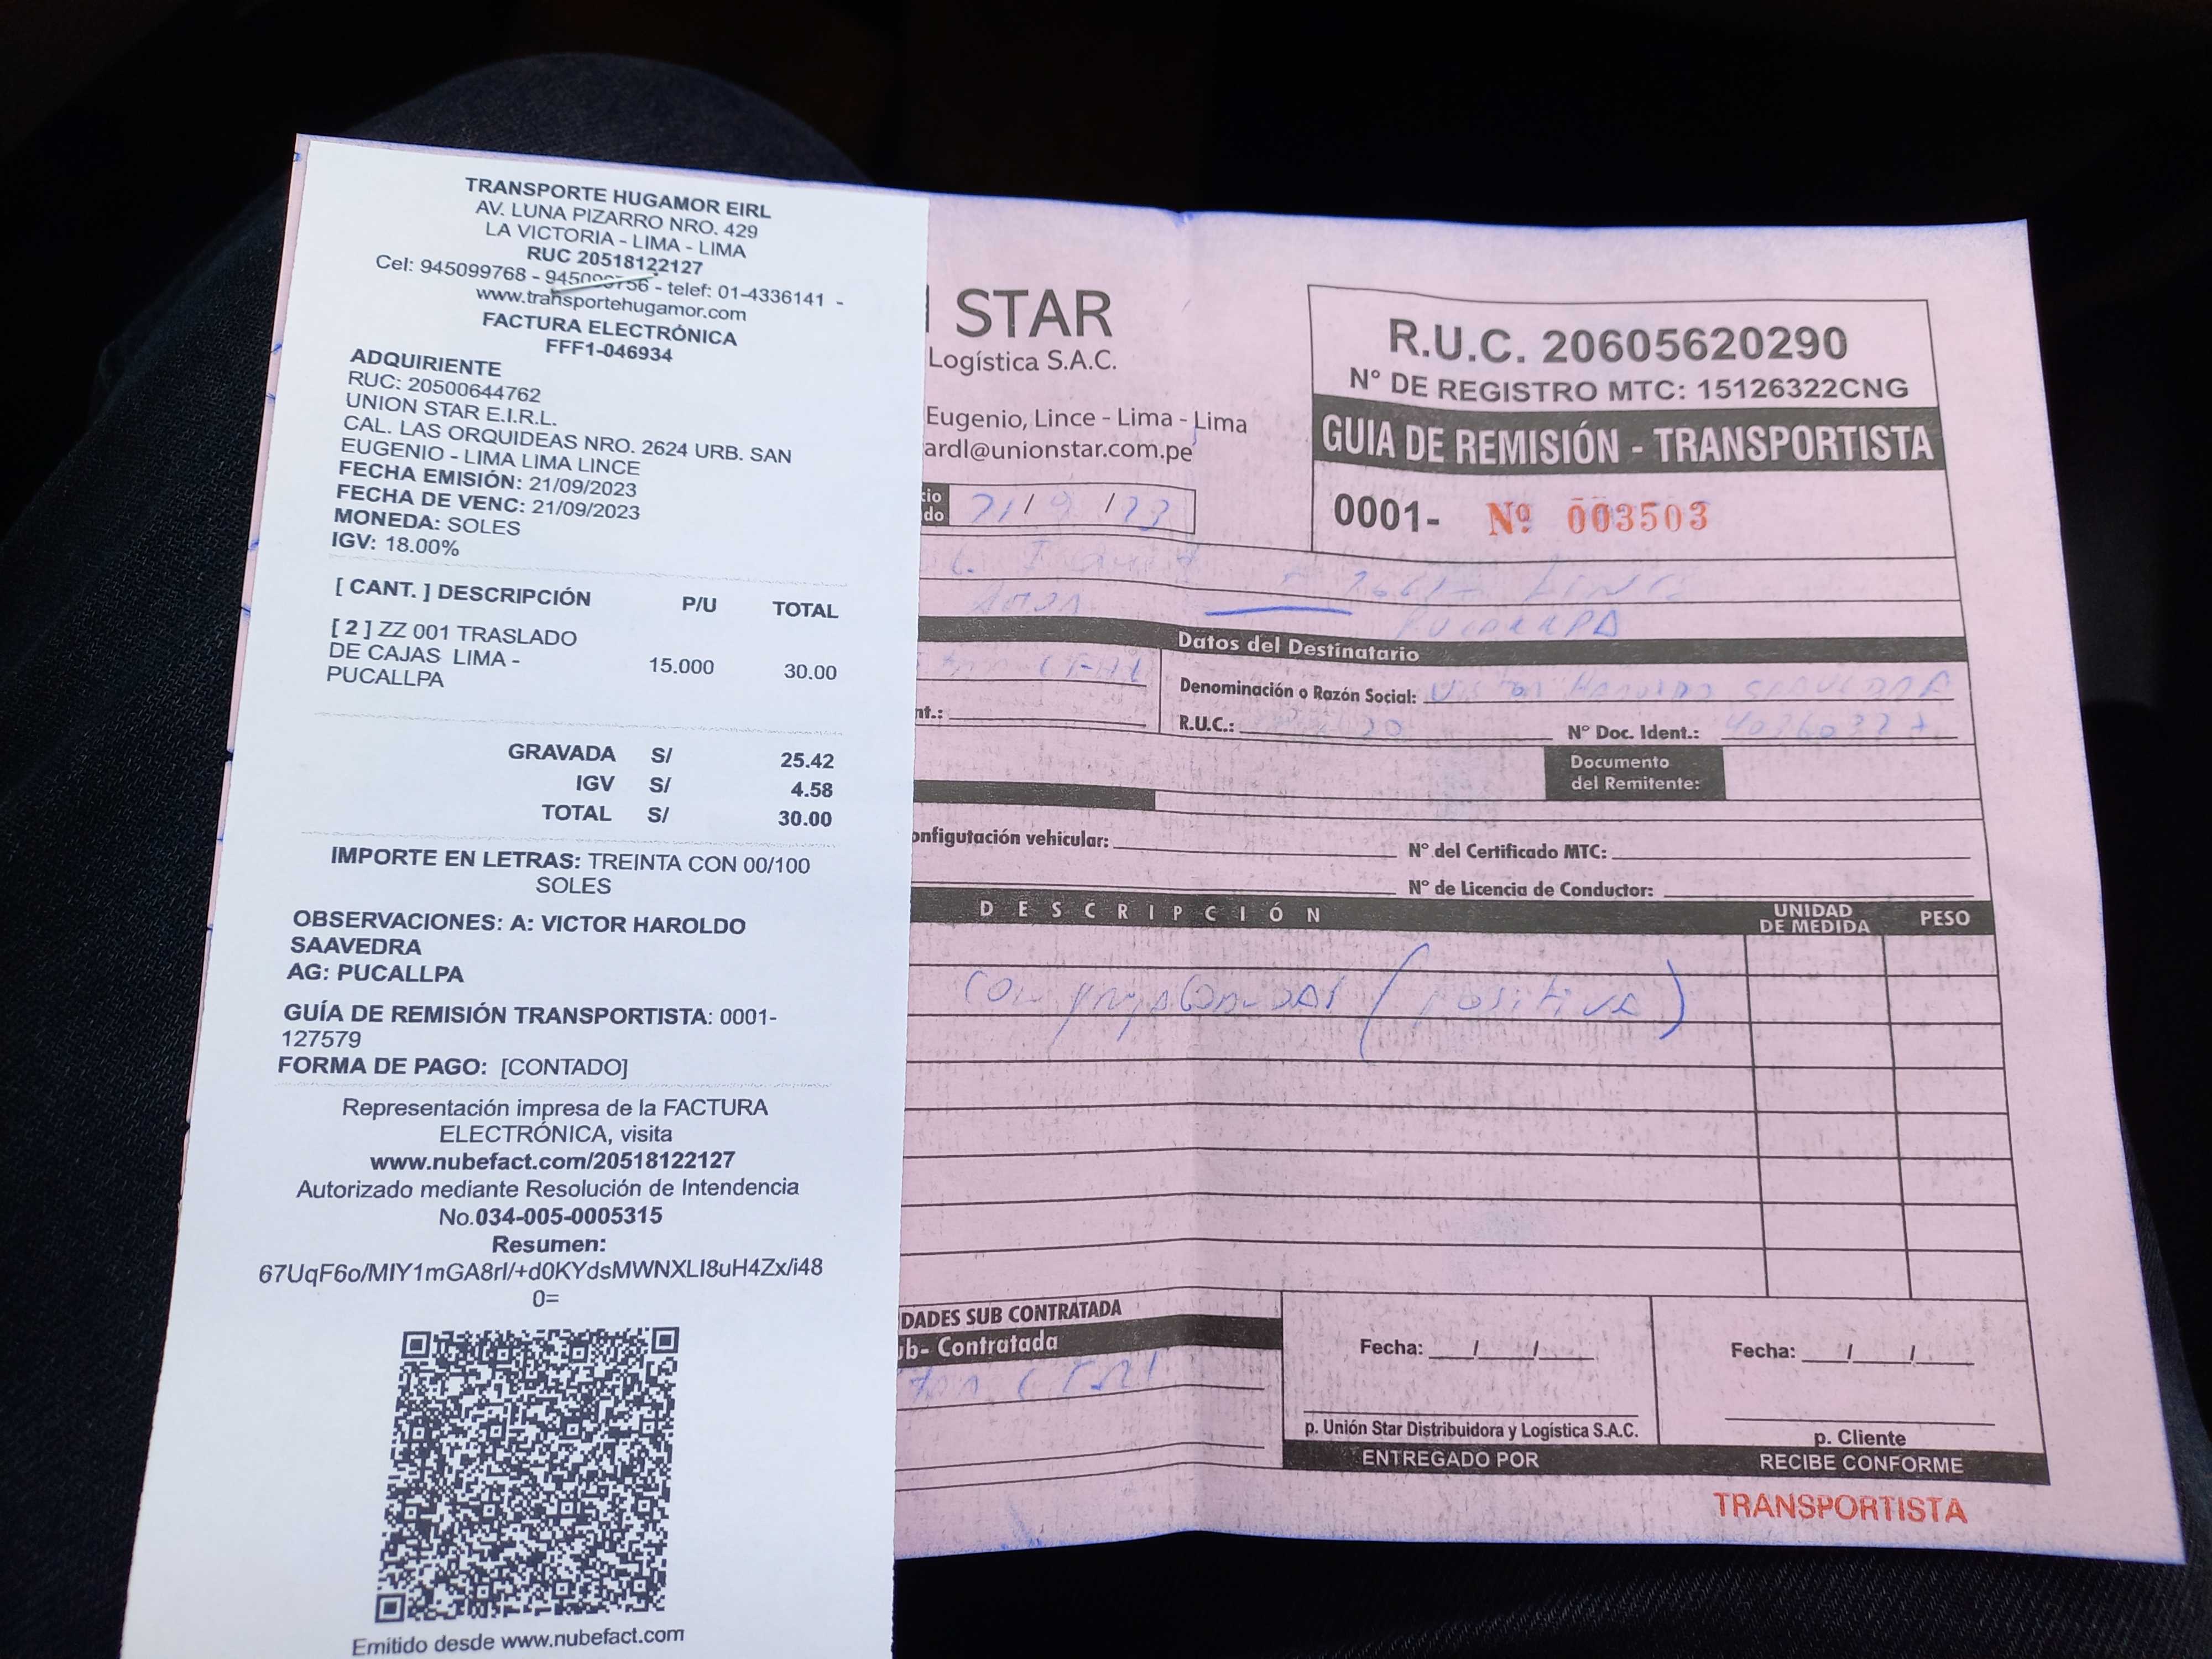 TRANSPORTE HUGAMOR EIRL
AV. LUNA PIZARRO NRO. 429
LA VICTORIA - LIMA - LIMA
RUC 20518122127
Cel: 945099768 - - telef: 01-4336141 -
www.transportehugamor.com
FACTURA ELECTRÓNICA
FFF1-046934
ADQUIRIENTE
RUC: 20500644762
UNION STAR E.I.R.L.
CAL. LAS ORQUIDEAS NRO. 2624 URB. SAN
EUGENIO - LIMA LIMA LINCE
FECHA EMISIÓN: 21/09/2023
FECHA DE VENC: 21/09/2023
MONEDA: SOLES
IGV: 18.00%
[ CANT. ] DESCRIPCIÓN P/U TOTAL
[ 2 ] ZZ 001 TRASLADO
DE CAJAS LIMA - 15.000 30.00
PUCALLPA
GRAVADA S/ 25.42
IGV S/ 4.58
TOTAL S/ 30.00
IMPORTE EN LETRAS: TREINTA CON 00/100
SOLES
OBSERVACIONES: A: VICTOR HAROLDO
SAAVEDRA
AG: PUCALLPA
GUÍA DE REMISIÓN TRANSPORTISTA: 0001-
127579
FORMA DE PAGO: [CONTADO]
Representación impresa de la FACTURA
ELECTRÓNICA, visita
www.nubefact.com/20518122127
Autorizado mediante Resolución de Intendencia
No.034-005-0005315
Resumen:
67UqF6o/MIY1mGA8rI/+d0KYdsMWNXLI8uH4Zx/i48
0=
Emitido desde www.nubefact.com
STAR
Logística S.A.C.
Eugenio, Lince - Lima - Lima
ardl@unionstar.com.pe
R.U.C. 20605620290
N° DE REGISTRO MTC: 15126322CNG
GUIA DE REMISIÓN - TRANSPORTISTA
0001- Nº 003503
cio
do
21/ 9 /23
Datos del Destinatario
Denominación o Razón Social:
nt.:
R.U.C.: N° Doc. Ident.:
Documento
del Remitente:
onfigutación vehicular:
N° del Certificado MTC:
N° de Licencia de Conductor:
DESCRIPCIÓN UNIDAD
DE MEDIDA PESO
(positiva)
DADES SUB CONTRATADA
ub- Contratada
Fecha: / /
Fecha: / /
p. Unión Star Distribuidora y Logística S.A.C.
p. Cliente
ENTREGADO POR
RECIBE CONFORME
TRANSPORTISTA